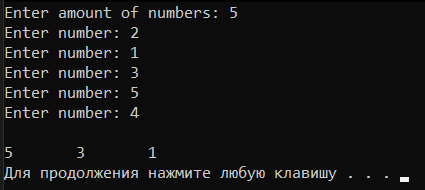 Enter amount of numbers: 5
Enter number: 2
Enter number: 1
Enter number: 3
Enter number: 5
Enter number: 4
5	3	1
Для продолжения нажмите любую клавишу . . .